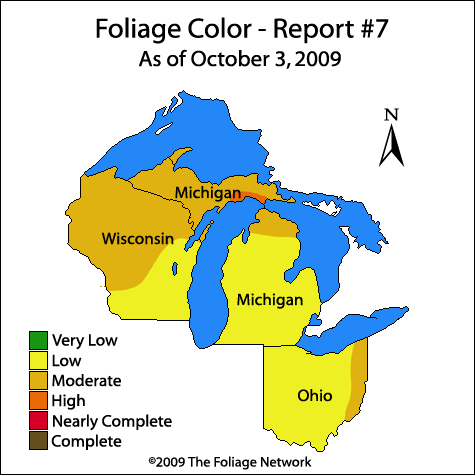 Foliage Color - Report #7
As of October 3, 2009
N
Michigan
Wisconsin
Michigan
Ohio
Very Low
Low
Moderate
High
Nearly Complete
Complete
©2009 The Foliage Network